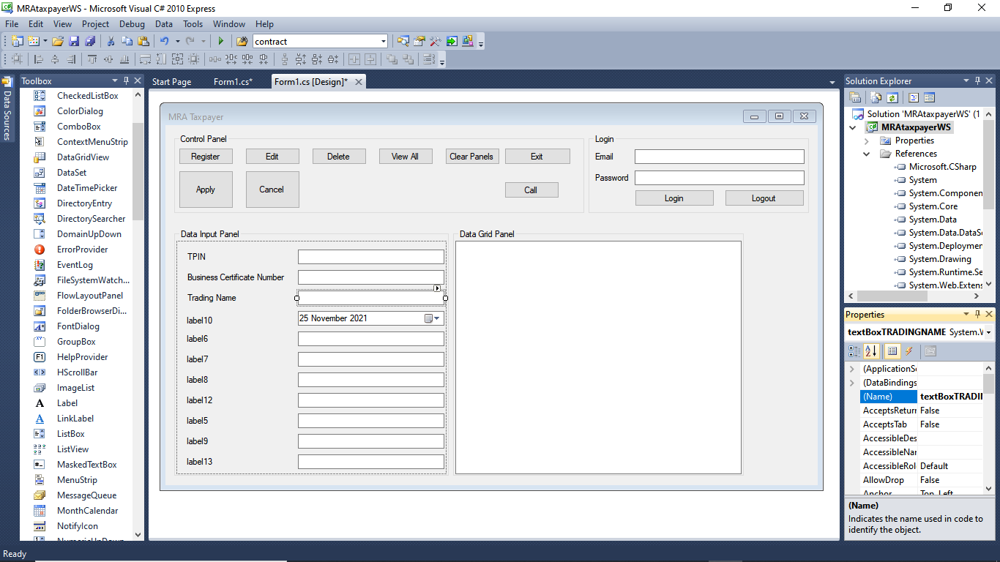 MRAtaxpayerWS - Microsoft Visual C# 2010 Express
File Edit View Project Debug Data Tools Window Help
contract
Data Sources
Toolbox
CheckedListBox
ColorDialog
ComboBox
ContextMenuStrip
DataGridView
DataSet
DateTimePicker
DirectoryEntry
DirectorySearcher
DomainUpDown
ErrorProvider
EventLog
FileSystemWatch...
FlowLayoutPanel
FolderBrowserDi...
FontDialog
GroupBox
HelpProvider
HScrollBar
ImageList
Label
LinkLabel
ListBox
ListView
MaskedTextBox
MenuStrip
MessageQueue
MonthCalendar
NotifyIcon
NumericUpDown
Start Page Form1.cs* Form1.cs [Design]*
MRA Taxpayer
Control Panel
Register Edit Delete View All Clear Panels Exit
Apply Cancel Call
Login
Email
Password
Login Logout
Data Input Panel
TPIN
Business Certificate Number
Trading Name
label10 25 November 2021
label6
label7
label8
label12
label5
label9
label13
Data Grid Panel
Solution Explorer
Solution 'MRAtaxpayerWS' (1
MRAtaxpayerWS
Properties
References
Microsoft.CSharp
System
System.Componen
System.Core
System.Data
System.Data.DataSe
System.Deploymen
System.Drawing
System.Runtime.Se
System.Web.Extens
Properties
textBoxTRADINGNAME System.W
(ApplicationSe
(DataBindings
(Name) textBoxTRADIN
AcceptsReturn False
AcceptsTab False
AccessibleDes
AccessibleNar
AccessibleRol Default
AllowDrop False
Anchor Top, Left
(Name)
Indicates the name used in code to
identify the object.
Ready